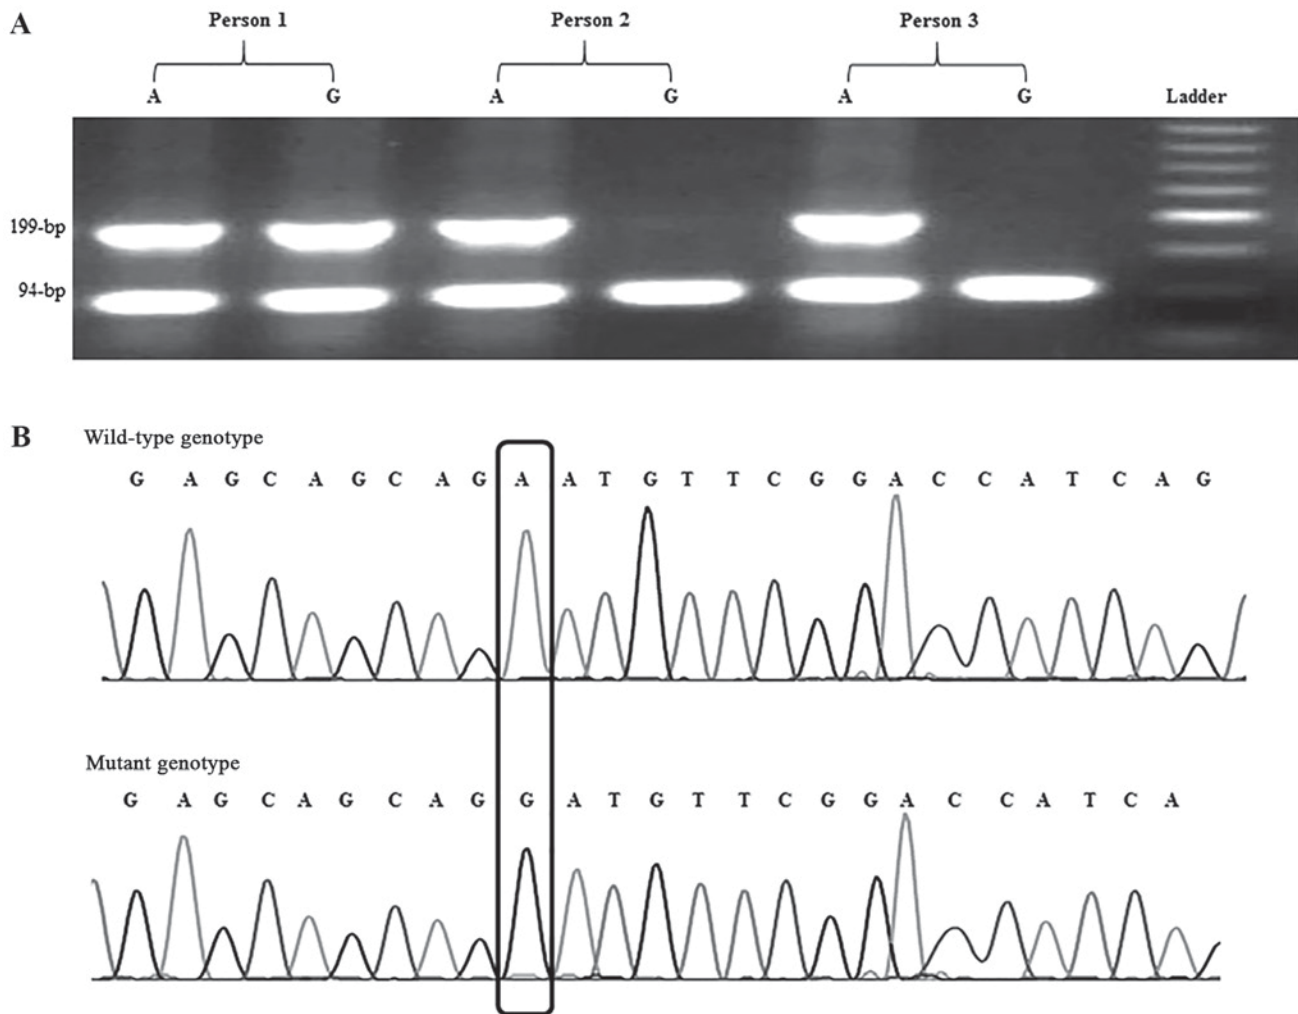 A
Person 1 Person 2 Person 3
A G A G A G Ladder
199-bp
94-bp
B
Wild-type genotype
G A G C A G C A G A A T G T T C G G A C C A T C A G
Mutant genotype
G A G C A G C A G G A T G T T C G G A C C A T C A